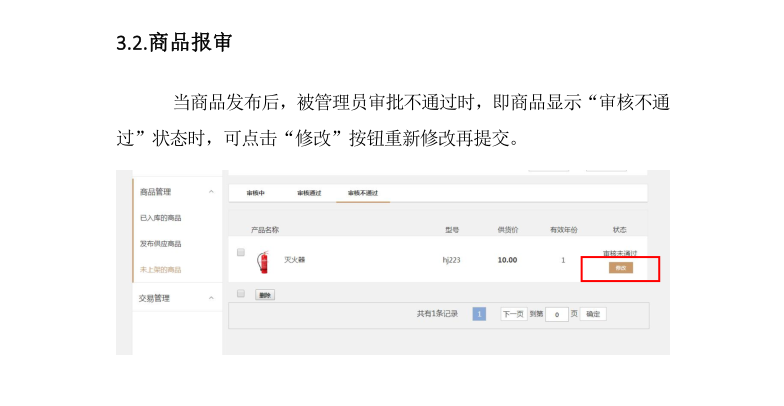 3.2.商品报审
当商品发布后，被管理员审批不通过时，即商品显示“审核不通
过”状态时，可点击“修改”按钮重新修改再提交。
商品管理
审核中 审核通过 审核不通过
已入库的商品
产品名称 型号 供货价 有效年份 状态
发布供应商品
灭火器 hj223 10.00 1 审核未通过
修改
未上架的商品
交易管理
删除
共有1条记录 1 下一页 到第 0 页 确定